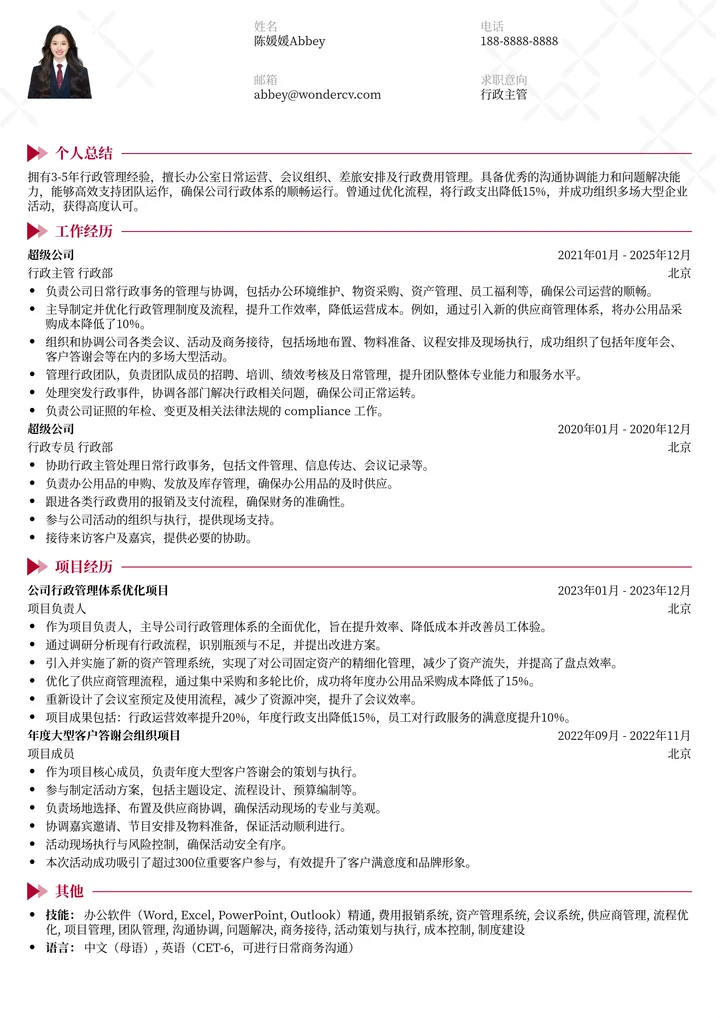 姓名
陈媛媛Abbey
电话
188-8888-8888
邮箱
abbey@wondercv.com
求职意向
行政主管
个人总结
拥有3-5年行政管理经验，擅长办公室日常运营、会议组织、差旅安排及行政费用管理。具备优秀的沟通协调能力和问题解决能
力，能够高效支持团队运作，确保公司行政体系的顺畅运行。曾通过优化流程，将行政支出降低15%，并成功组织多场大型企业
活动，获得高度认可。
工作经历
超级公司 2021年01月 - 2025年12月
行政主管 行政部 北京
• 负责公司日常行政事务的管理与协调，包括办公环境维护、物资采购、资产管理、员工福利等，确保公司运营的顺畅。
• 主导制定并优化行政管理制度及流程，提升工作效率，降低运营成本。例如，通过引入新的供应商管理体系，将办公用品采
购成本降低了10%。
• 组织和协调公司各类会议、活动及商务接待，包括场地布置、物料准备、议程安排及现场执行，成功组织了包括年度年会、
客户答谢会等在内的多场大型活动。
• 管理行政团队，负责团队成员的招聘、培训、绩效考核及日常管理，提升团队整体专业能力和服务水平。
• 处理突发行政事件，协调各部门解决行政相关问题，确保公司正常运转。
• 负责公司证照的年检、变更及相关法律法规的 compliance 工作。
超级公司 2020年01月 - 2020年12月
行政专员 行政部 北京
• 协助行政主管处理日常行政事务，包括文件管理、信息传达、会议记录等。
• 负责办公用品的申购、发放及库存管理，确保办公用品的及时供应。
• 跟进各类行政费用的报销及支付流程，确保财务的准确性。
• 参与公司活动的组织与执行，提供现场支持。
• 接待来访客户及嘉宾，提供必要的协助。
项目经历
公司行政管理体系优化项目 2023年01月 - 2023年12月
项目负责人 北京
• 作为项目负责人，主导公司行政管理体系的全面优化，旨在提升效率、降低成本并改善员工体验。
• 通过调研分析现有行政流程，识别瓶颈与不足，并提出改进方案。
• 引入并实施了新的资产管理系统，实现了对公司固定资产的精细化管理，减少了资产流失，并提高了盘点效率。
• 优化了供应商管理流程，通过集中采购和多轮比价，成功将年度办公用品采购成本降低了15%。
• 重新设计了会议室预定及使用流程，减少了资源冲突，提升了会议效率。
• 项目成果包括：行政运营效率提升20%，年度行政支出降低15%，员工对行政服务的满意度提升10%。
年度大型客户答谢会组织项目 2022年09月 - 2022年11月
项目成员 北京
• 作为项目核心成员，负责年度大型客户答谢会的策划与执行。
• 参与制定活动方案，包括主题设定、流程设计、预算编制等。
• 负责场地选择、布置及供应商协调，确保活动现场的专业与美观。
• 协调嘉宾邀请、节目安排及物料准备，保证活动顺利进行。
• 活动现场执行与风险控制，确保活动安全有序。
• 本次活动成功吸引了超过300位重要客户参与，有效提升了客户满意度和品牌形象。
其他
• 技能： 办公软件（Word, Excel, PowerPoint, Outlook）精通, 费用报销系统, 资产管理系统, 会议系统, 供应商管理, 流程优
化, 项目管理, 团队管理, 沟通协调, 问题解决, 商务接待, 活动策划与执行, 成本控制, 制度建设
• 语言： 中文（母语）, 英语（CET-6，可进行日常商务沟通）